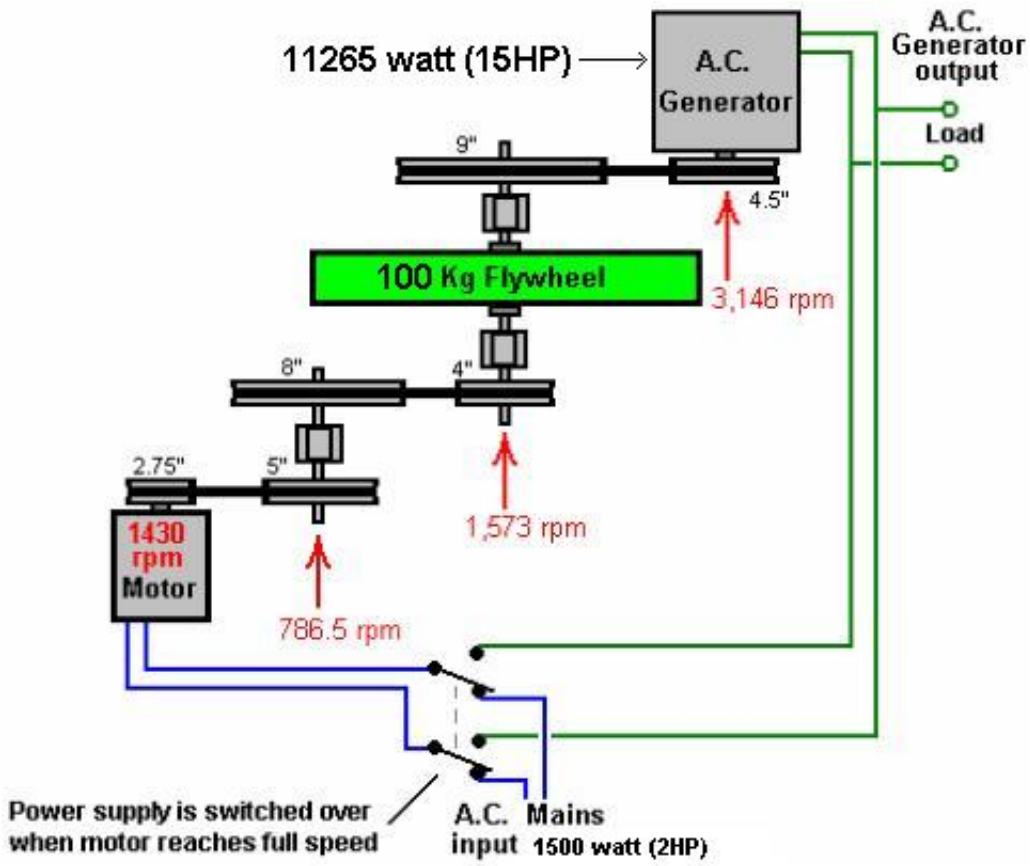 A.C.
Generator
output
11265 watt (15HP)
A.C.
Generator
Load
9"
4.5"
100 Kg Flywheel
3,146 rpm
8"
4"
2.75"
5"
1,573 rpm
1430
rpm
Motor
786.5 rpm
Power supply is switched over
when motor reaches full speed
A.C. Mains
input 1500 watt (2HP)